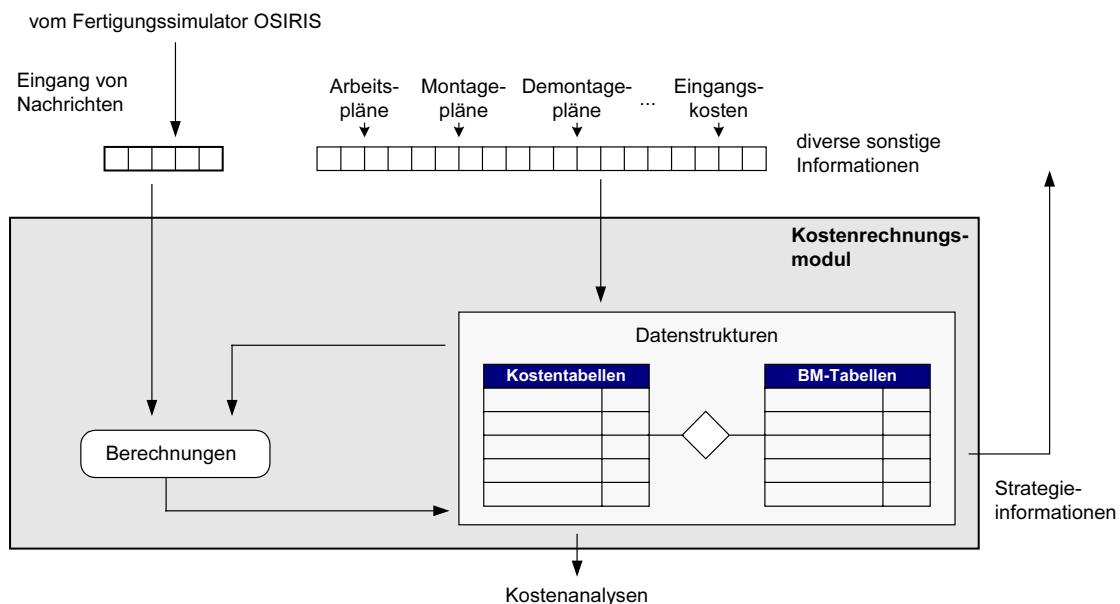 vom Fertigungssimulator OSIRIS
Eingang von
Nachrichten
Arbeits-
pläne
Montage-
pläne
Demontage-
pläne
...
Eingangs-
kosten
diverse sonstige
Informationen
Kostenrechnungs-
modul
Datenstrukturen
Kostentabellen
BM-Tabellen
Berechnungen
Strategie-
informationen
Kostenanalysen